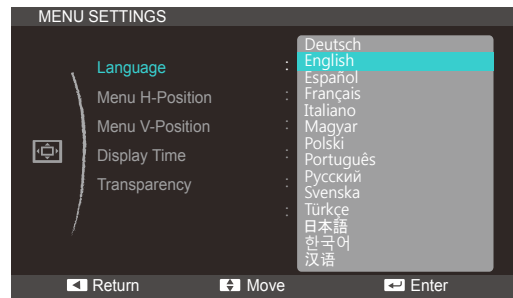 MENU SETTINGS
Language :
Menu H-Position :
Menu V-Position :
Display Time :
Transparency :
:
Deutsch
English
Español
Français
Italiano
Magyar
Polski
Português
Русский
Svenska
Türkçe
日本語
한국어
汉语
Return Move Enter